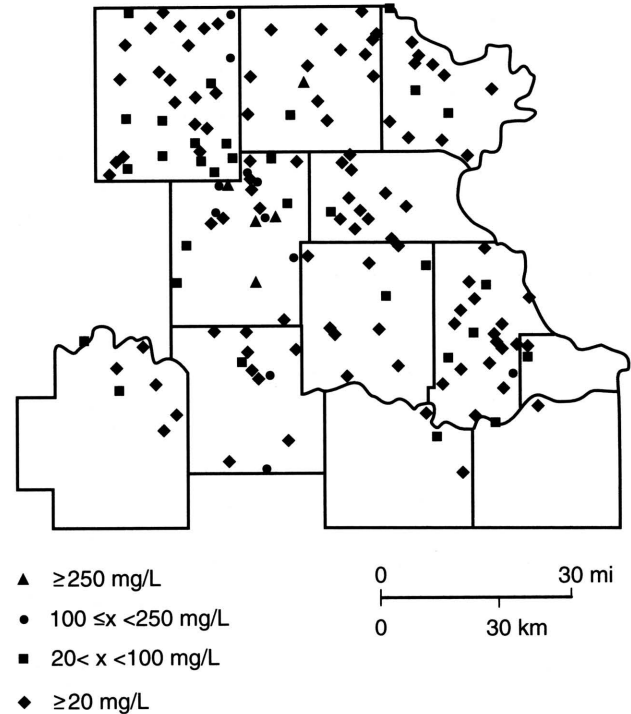 ≥250 mg/L
100 ≤x <250 mg/L
20< x <100 mg/L
≥20 mg/L
0 30 mi
0 30 km